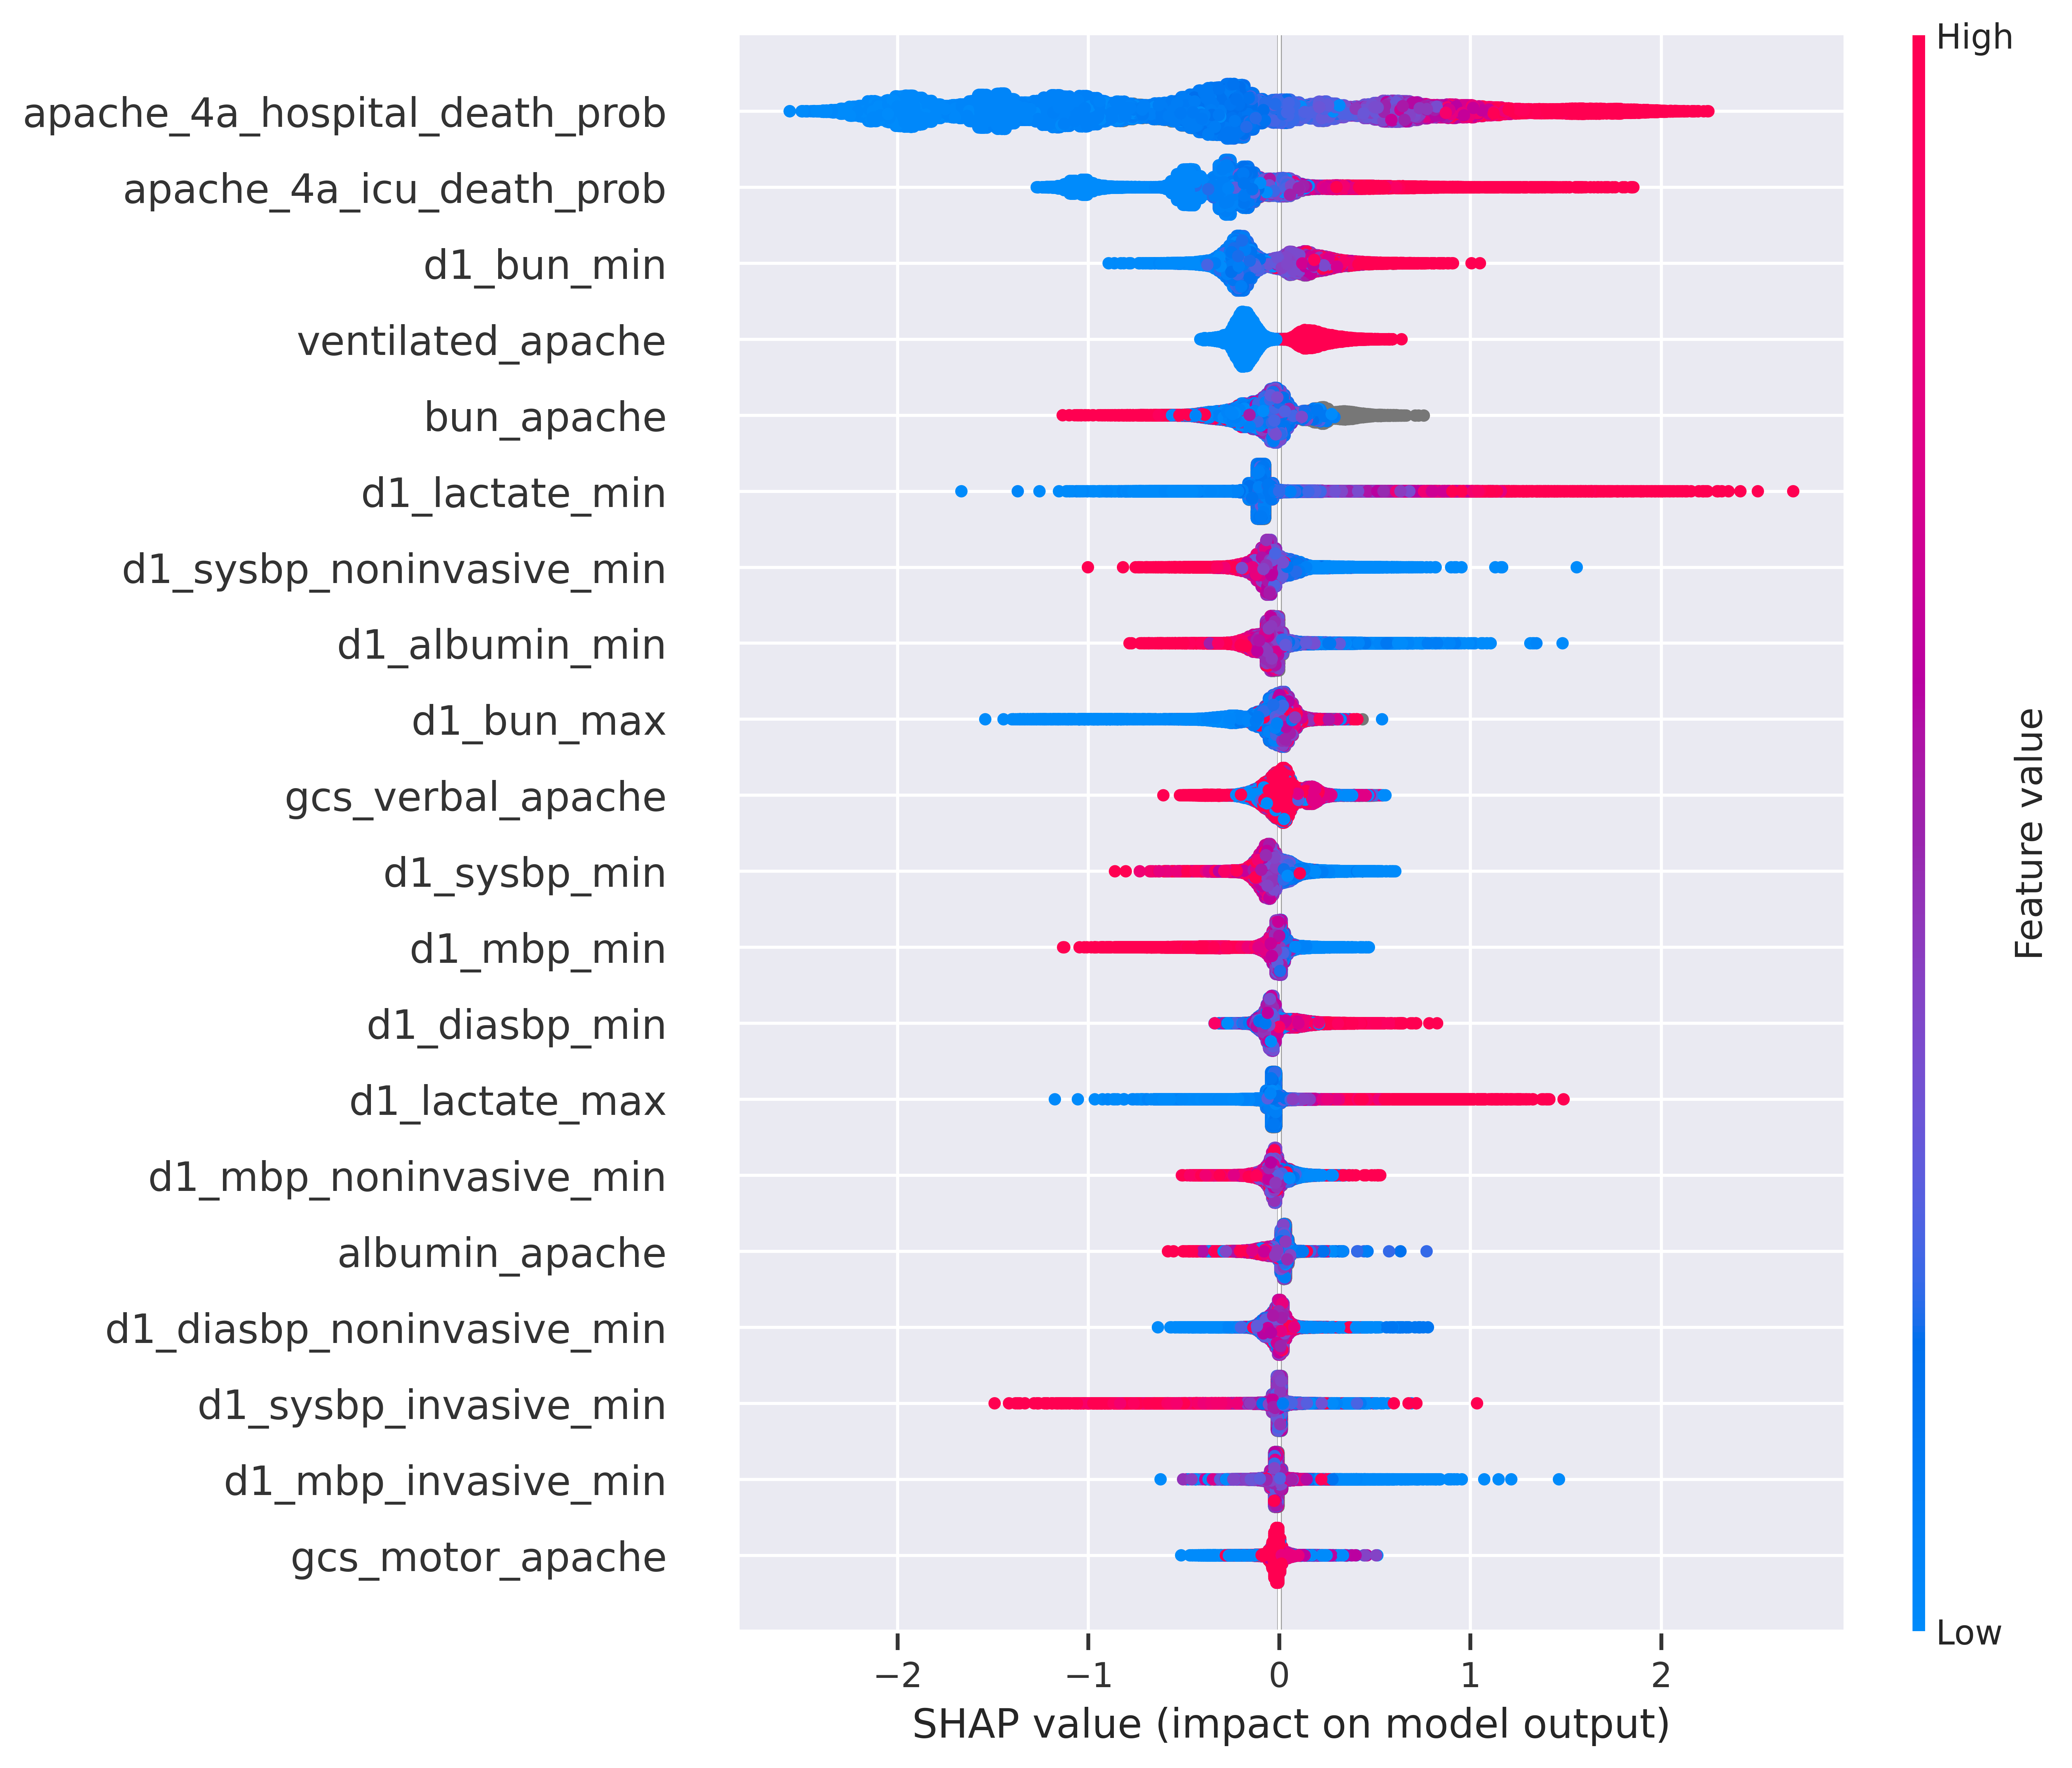 High
apache_4a_hospital_death_prob
apache_4a_icu_death_prob
d1_bun_min
ventilated_apache
bun_apache
d1_lactate_min
d1_sysbp_noninvasive_min
d1_albumin_min
d1_bun_max
gcs_verbal_apache
d1_sysbp_min
d1_mbp_min
d1_diasbp_min
d1_lactate_max
d1_mbp_noninvasive_min
albumin_apache
d1_diasbp_noninvasive_min
d1_sysbp_invasive_min
d1_mbp_invasive_min
gcs_motor_apache
Feature value
Low
−2 −1 0 1 2
SHAP value (impact on model output)